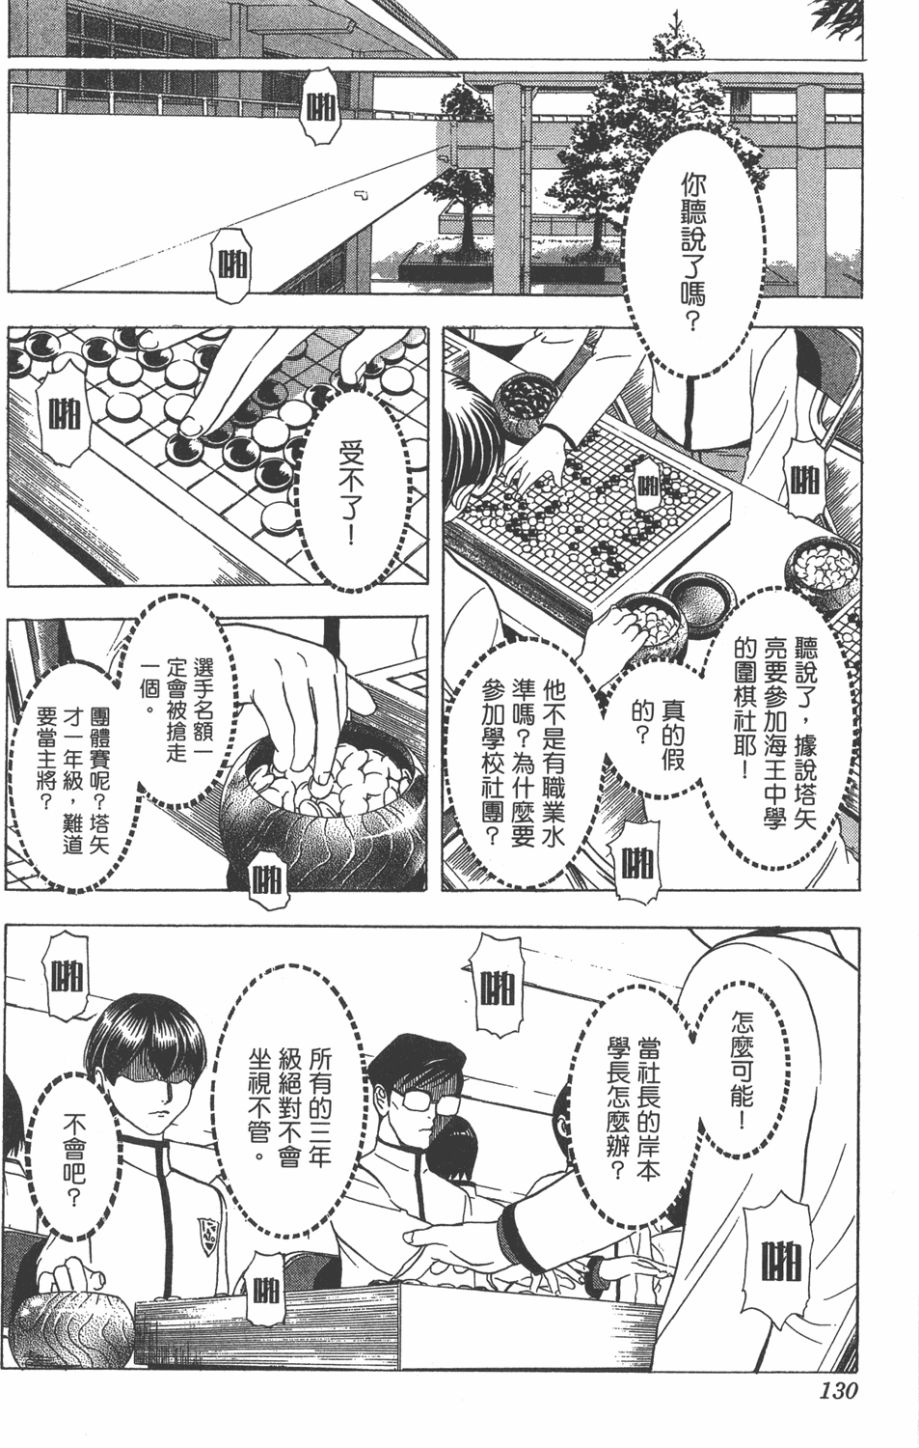 啪
你聽說了嗎？
啪
啪
啪
聽說了，據說塔矢
亮要參加海王中學
的圍棋社耶！
真的假
的？
他不是有職業水
準嗎？為什麼要
參加學校社團？
啪
受不了！
啪
選手名額一
定會被搶走
一個。
團體賽呢？塔矢
才一年級，難道
要當主將？
啪
怎麼可能！
當社長的岸本
學長怎麼辦？
啪
啪
所有的三年
級絕對不會
坐視不管。
啪
不會吧？
啪
130